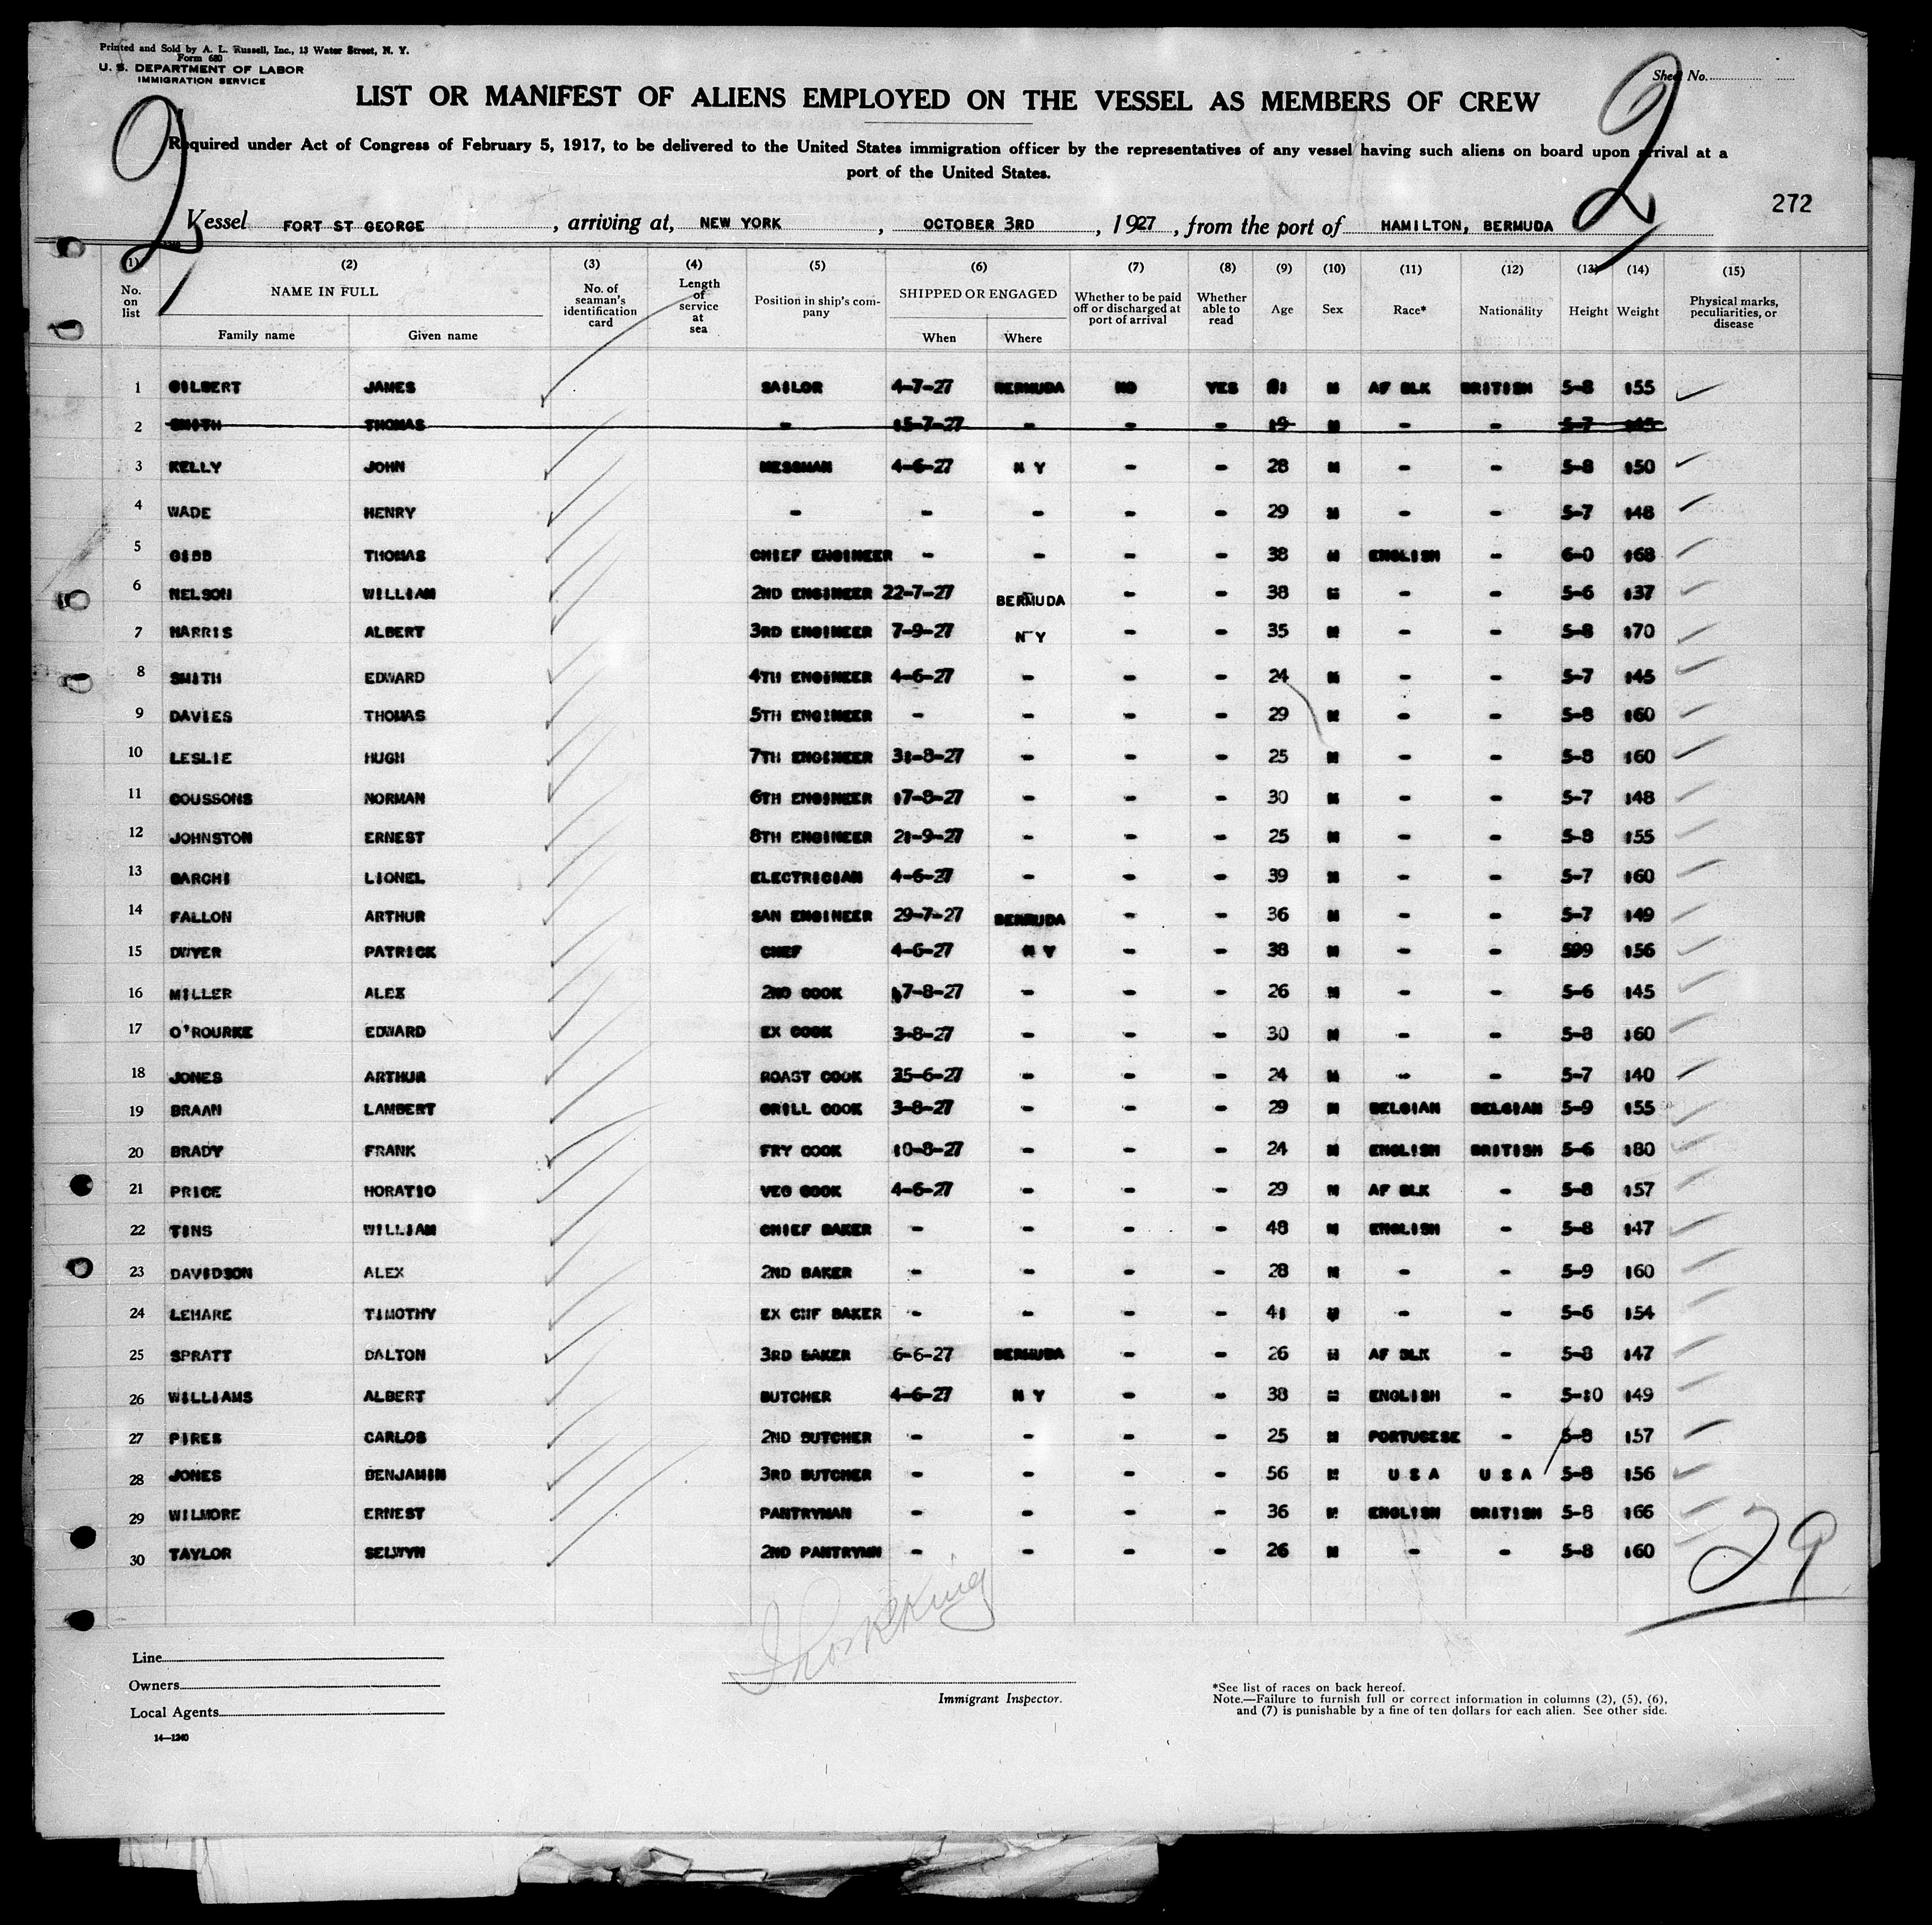 Printed and Sold by A. L. Russell, Inc., 13 Water Street, N. Y.
Form 680
U. S. DEPARTMENT OF LABOR
IMMIGRATION SERVICE
Sheet No.
2 2
LIST OR MANIFEST OF ALIENS EMPLOYED ON THE VESSEL AS MEMBERS OF CREW
Required under Act of Congress of February 5, 1917, to be delivered to the United States immigration officer by the representatives of any vessel having such aliens on board upon arrival at a
port of the United States.
272
Vessel FORT ST GEORGE, arriving at, NEW YORK, OCTOBER 3RD, 1927, from the port of HAMILTON, BERMUDA
(1) (2) (3) (4) (5) (6) (7) (8) (9) (10) (11) (12) (13) (14) (15)
No. on list NAME IN FULL Family name Given name No. of seaman's identification card Length of service at sea Position in ship's company SHIPPED OR ENGAGED When Where Whether to be paid off or discharged at port of arrival Whether able to read Age Sex Race* Nationality Height Weight Physical marks, peculiarities, or disease
1 GILBERT JAMES SAILOR 4-7-27 BERMUDA NO YES M AF BLK BRITISH 5-8 155
2 SMITH THOMAS - 15-7-27 - - - 19 M - - 5-7 145
3 KELLY JOHN MESSMAN 4-6-27 N Y - - 28 M - - 5-8 150
4 WADE HENRY - - - - - 29 M - - 5-7 148
5 GIBB THOMAS CHIEF ENGINEER - - - - 38 M ENGLISH - 6-0 168
6 NELSON WILLIAM 2ND ENGINEER 22-7-27 BERMUDA - - 38 M - - 5-6 137
7 HARRIS ALBERT 3RD ENGINEER 7-9-27 N Y - - 35 M - - 5-8 170
8 SMITH EDWARD 4TH ENGINEER 4-6-27 - - - 24 M - - 5-7 145
9 DAVIES THOMAS 5TH ENGINEER - - - - 29 M - - 5-8 160
10 LESLIE HUGH 7TH ENGINEER 31-8-27 - - - 25 M - - 5-8 160
11 COUSSONS NORMAN 6TH ENGINEER 17-8-27 - - - 30 M - - 5-7 148
12 JOHNSTON ERNEST 8TH ENGINEER 21-9-27 - - - 25 M - - 5-8 155
13 BARCHI LIONEL ELECTRICIAN 4-6-27 - - - 39 M - - 5-7 160
14 FALLON ARTHUR SAN ENGINEER 29-7-27 BERMUDA - - 36 M - - 5-7 149
15 DWYER PATRICK CHEF 4-6-27 N Y - - 38 M - - 599 156
16 MILLER ALEX 2ND COOK 17-8-27 - - - 26 M - - 5-6 145
17 O'ROURKE EDWARD EX COOK 3-8-27 - - - 30 M - - 5-8 160
18 JONES ARTHUR ROAST COOK 25-6-27 - - - 24 M - - 5-7 140
19 BRAAN LAMBERT GRILL COOK 3-8-27 - - - 29 M BELGIAN BELGIAN 5-9 155
20 BRADY FRANK FRY COOK 10-8-27 - - - 24 M ENGLISH BRITISH 5-6 180
21 PRICE HORATIO VEG COOK 4-6-27 - - - 29 M AF BLK - 5-8 157
22 TINS WILLIAM CHIEF BAKER - - - - 48 M ENGLISH - 5-8 147
23 DAVIDSON ALEX 2ND BAKER - - - - 28 M - - 5-9 160
24 LEHARE TIMOTHY EX CHF BAKER - - - - 41 M - - 5-6 154
25 SPRATT DALTON 3RD BAKER 6-6-27 BERMUDA - - 26 M AF BLK - 5-8 147
26 WILLIAMS ALBERT BUTCHER 4-6-27 N Y - - 38 M ENGLISH - 5-10 149
27 PIRES CARLOS 2ND BUTCHER - - - - 25 M PORTUGESE - 5-8 157
28 JONES BENJAMIN 3RD BUTCHER - - - - 56 M U S A U S A 5-8 156
29 WILMORE ERNEST PANTRYMAN - - - - 36 M ENGLISH BRITISH 5-8 166
30 TAYLOR SELWYN 2ND PANTRYMN - - - - 26 M - - 5-8 160
29
Line
Owners
Local Agents
14—1240
Immigrant Inspector.
*See list of races on back hereof.
Note.—Failure to furnish full or correct information in columns (2), (5), (6),
and (7) is punishable by a fine of ten dollars for each alien. See other side.